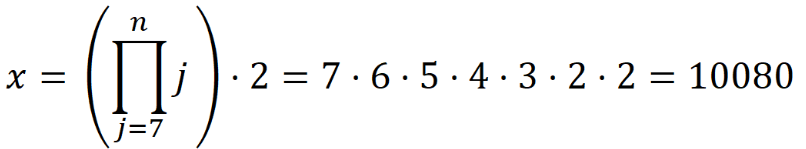 x = (∏_{j=7}^{n} j) · 2 = 7 · 6 · 5 · 4 · 3 · 2 · 2 = 10080